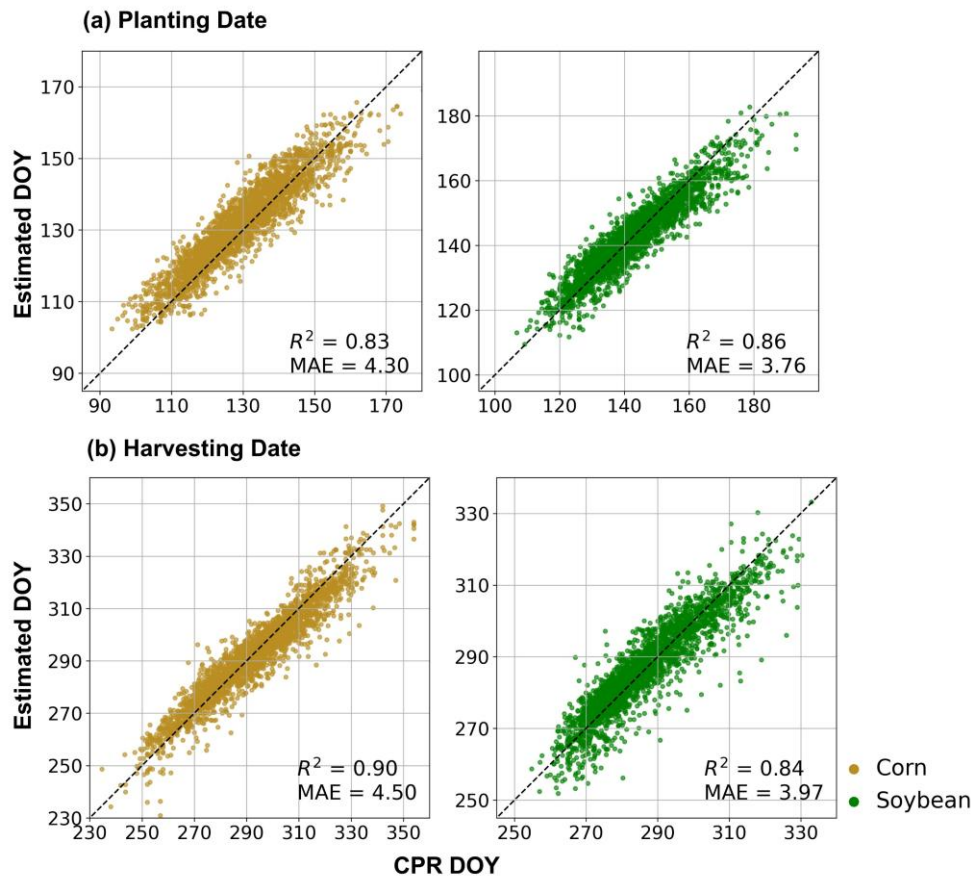 (a) Planting Date
170
150
130
110
90
90 110 130 150 170
R² = 0.83
MAE = 4.30
180
160
140
120
100
100 120 140 160 180
R² = 0.86
MAE = 3.76
Estimated DOY
(b) Harvesting Date
350
330
310
290
270
250
230
230 250 270 290 310 330 350
R² = 0.90
MAE = 4.50
330
310
290
270
250
250 270 290 310 330
R² = 0.84
MAE = 3.97
Estimated DOY
Corn
Soybean
CPR DOY